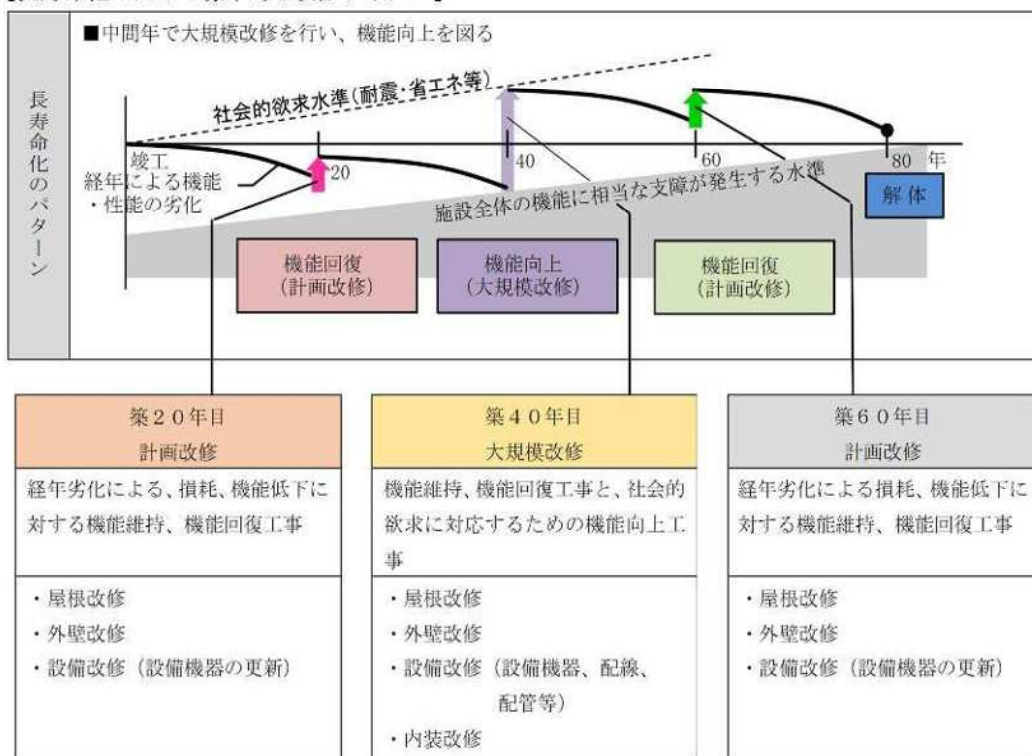 ■中間年で大規模改修を行い、機能向上を図る
長寿命化のパターン
社会的欲求水準(耐震・省エネ等)
竣工
20
40
60
80
年
経年による機能
・性能の劣化
施設全体の機能に相当な支障が発生する水準
解体
機能回復
(計画改修)
機能向上
(大規模改修)
機能回復
(計画改修)
築20年目
計画改修
経年劣化による、損耗、機能低下に
対する機能維持、機能回復工事
・屋根改修
・外壁改修
・設備改修（設備機器の更新）
築40年目
大規模改修
機能維持、機能回復工事と、社会的
欲求に対応するための機能向上工
事
・屋根改修
・外壁改修
・設備改修（設備機器、配線、
配管等）
・内装改修
築60年目
計画改修
経年劣化による損耗、機能低下に
対する機能維持、機能回復工事
・屋根改修
・外壁改修
・設備改修（設備機器の更新）